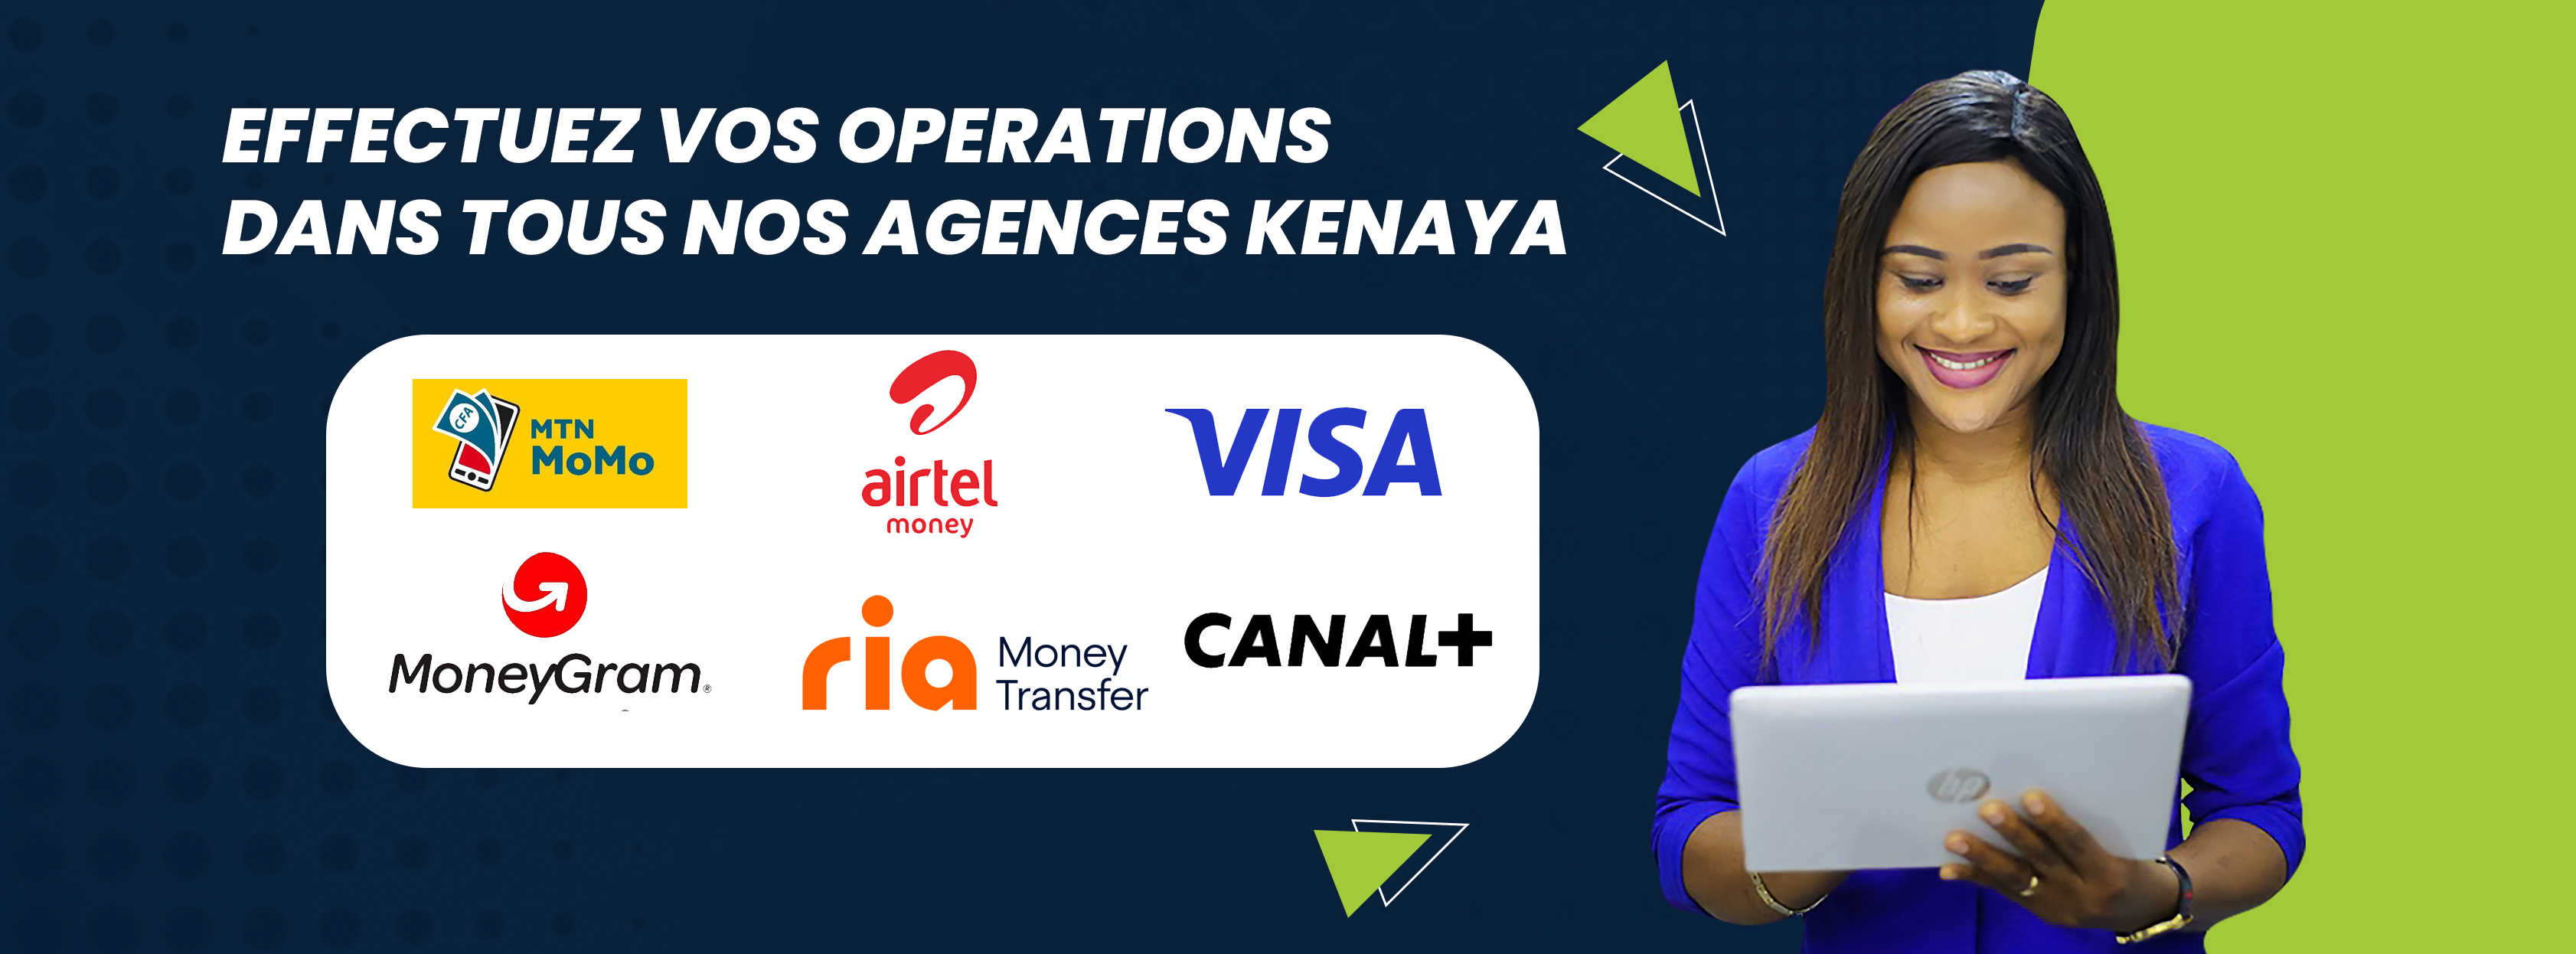 EFFECTUEZ VOS OPERATIONS
DANS TOUS NOS AGENCES KENAYA
CFA
MTN
MoMo
airtel
money
VISA
MoneyGram®
ria Money
Transfer
CANAL+
hp